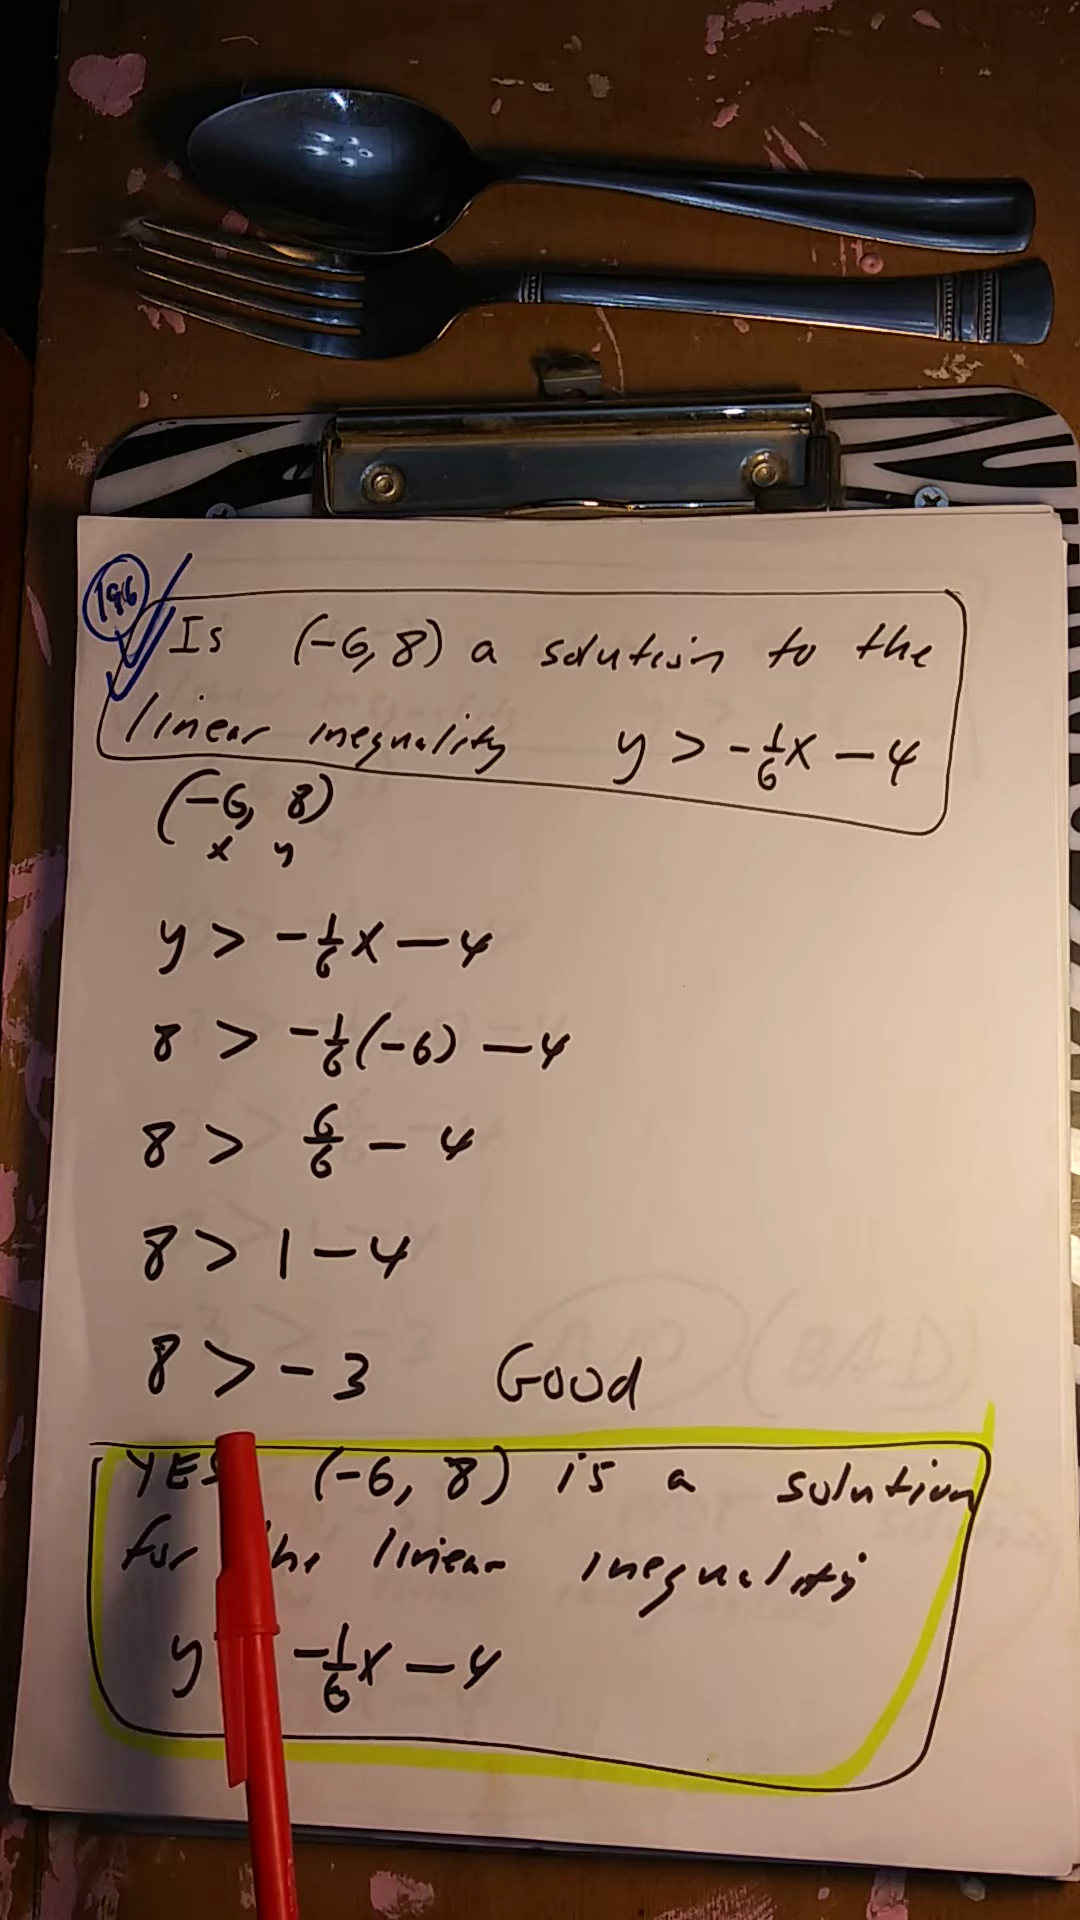 196
Is (-6, 8) a solution to the
linear inequality y > -1/6x - 4
(-6, 8)
x y
y > -1/6x - 4
8 > -1/6(-6) - 4
8 > 6/6 - 4
8 > 1 - 4
8 > -3 Good
YES (-6, 8) is a solution
for the linear inequality
y -1/6x - 4